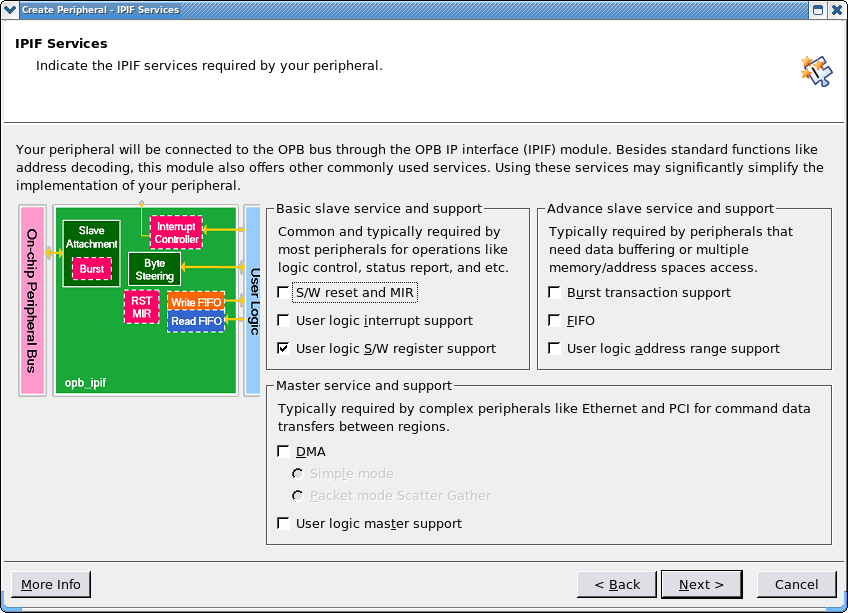 Create Peripheral - IPIF Services
IPIF Services
Indicate the IPIF services required by your peripheral.
Your peripheral will be connected to the OPB bus through the OPB IP interface (IPIF) module. Besides standard functions like
address decoding, this module also offers other commonly used services. Using these services may significantly simplify the
implementation of your peripheral.
On-chip Peripheral Bus
Slave
Attachment
Burst
Interrupt
Controller
Byte
Steering
RST
MIR
Write FIFO
Read FIFO
opb_ipif
User Logic
Basic slave service and support
Common and typically required by
most peripherals for operations like
logic control, status report, and etc.
S/W reset and MIR
User logic interrupt support
User logic S/W register support
Advance slave service and support
Typically required by peripherals that
need data buffering or multiple
memory/address spaces access.
Burst transaction support
FIFO
User logic address range support
Master service and support
Typically required by complex peripherals like Ethernet and PCI for command data
transfers between regions.
DMA
Simple mode
Packet mode Scatter Gather
User logic master support
More Info
< Back
Next >
Cancel